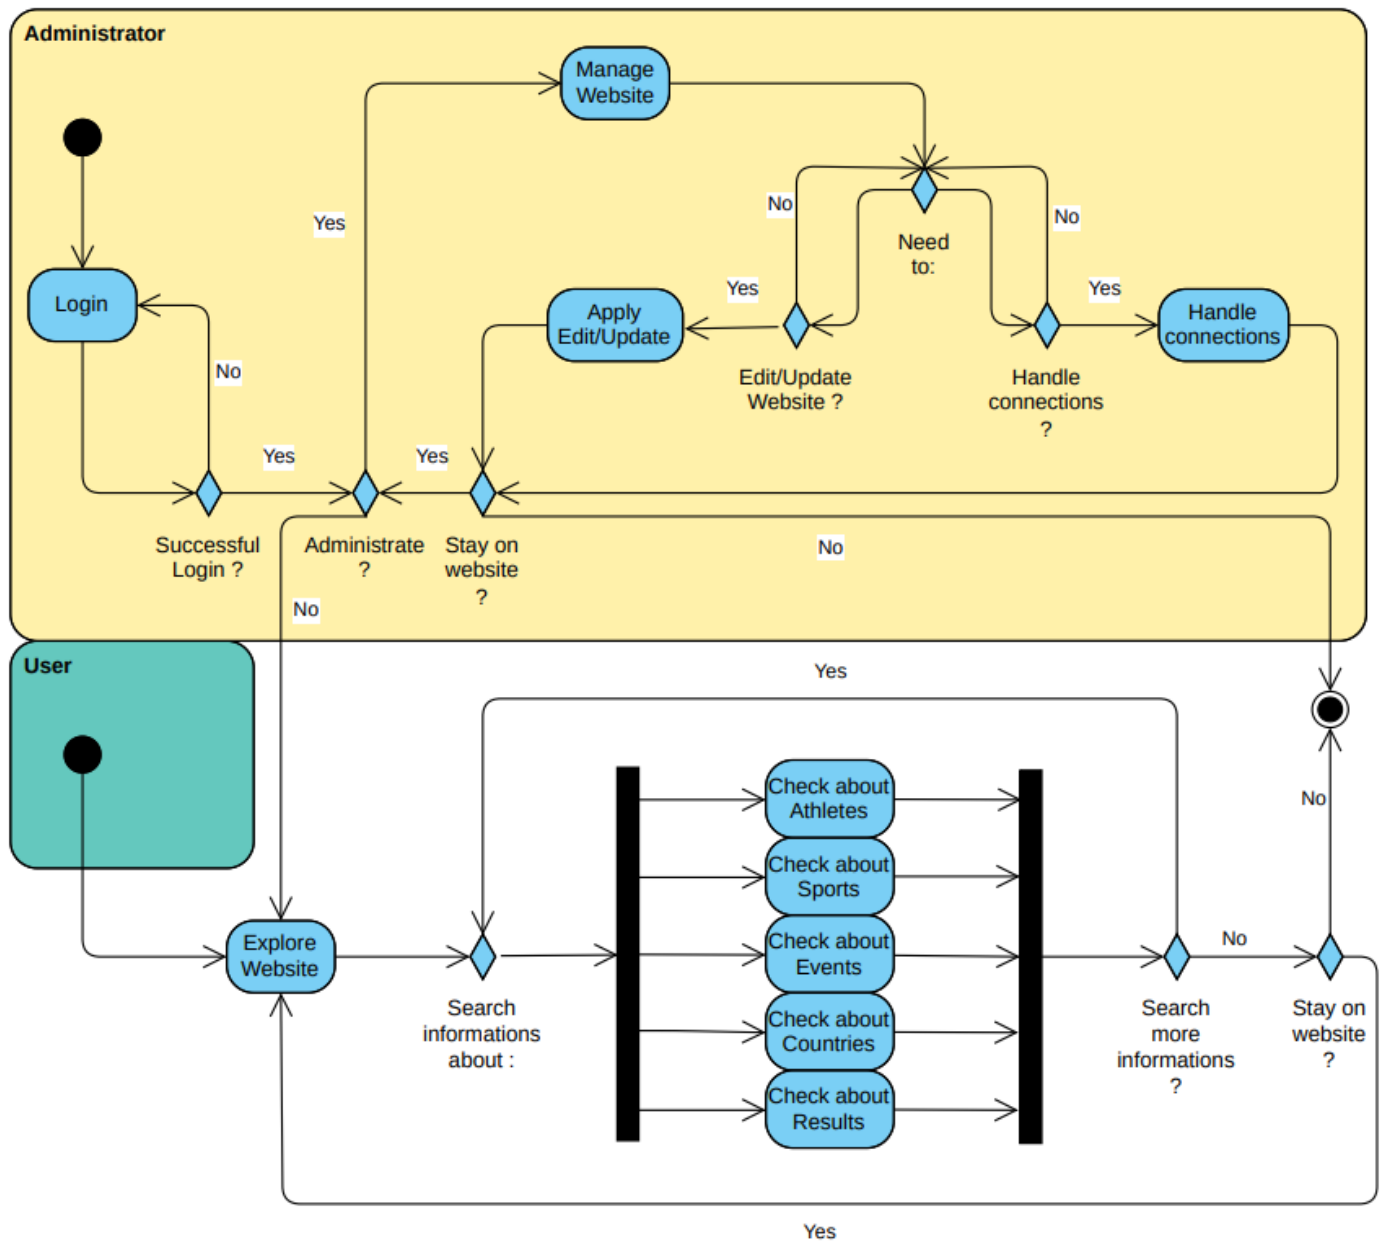 Administrator
Manage
Website
Yes
No
No
Need
to:
Login
Yes
Yes
Apply
Edit/Update
Handle
connections
No
Edit/Update
Website ?
Handle
connections
?
Yes
Yes
Successful
Login ?
Administrate
?
Stay on
website
?
No
No
User
Yes
Check about
Athletes
No
Check about
Sports
Explore
Website
Check about
Events
No
Search
informations
about :
Check about
Countries
Search
more
informations
?
Stay on
website
?
Check about
Results
Yes